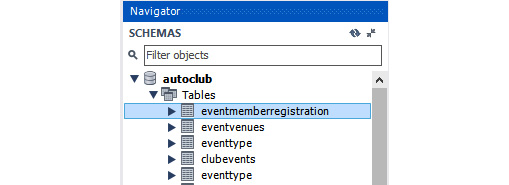 Navigator
SCHEMAS
Filter objects
autoclub
Tables
eventmemberregistration
eventvenues
eventtype
clubevents
eventtype